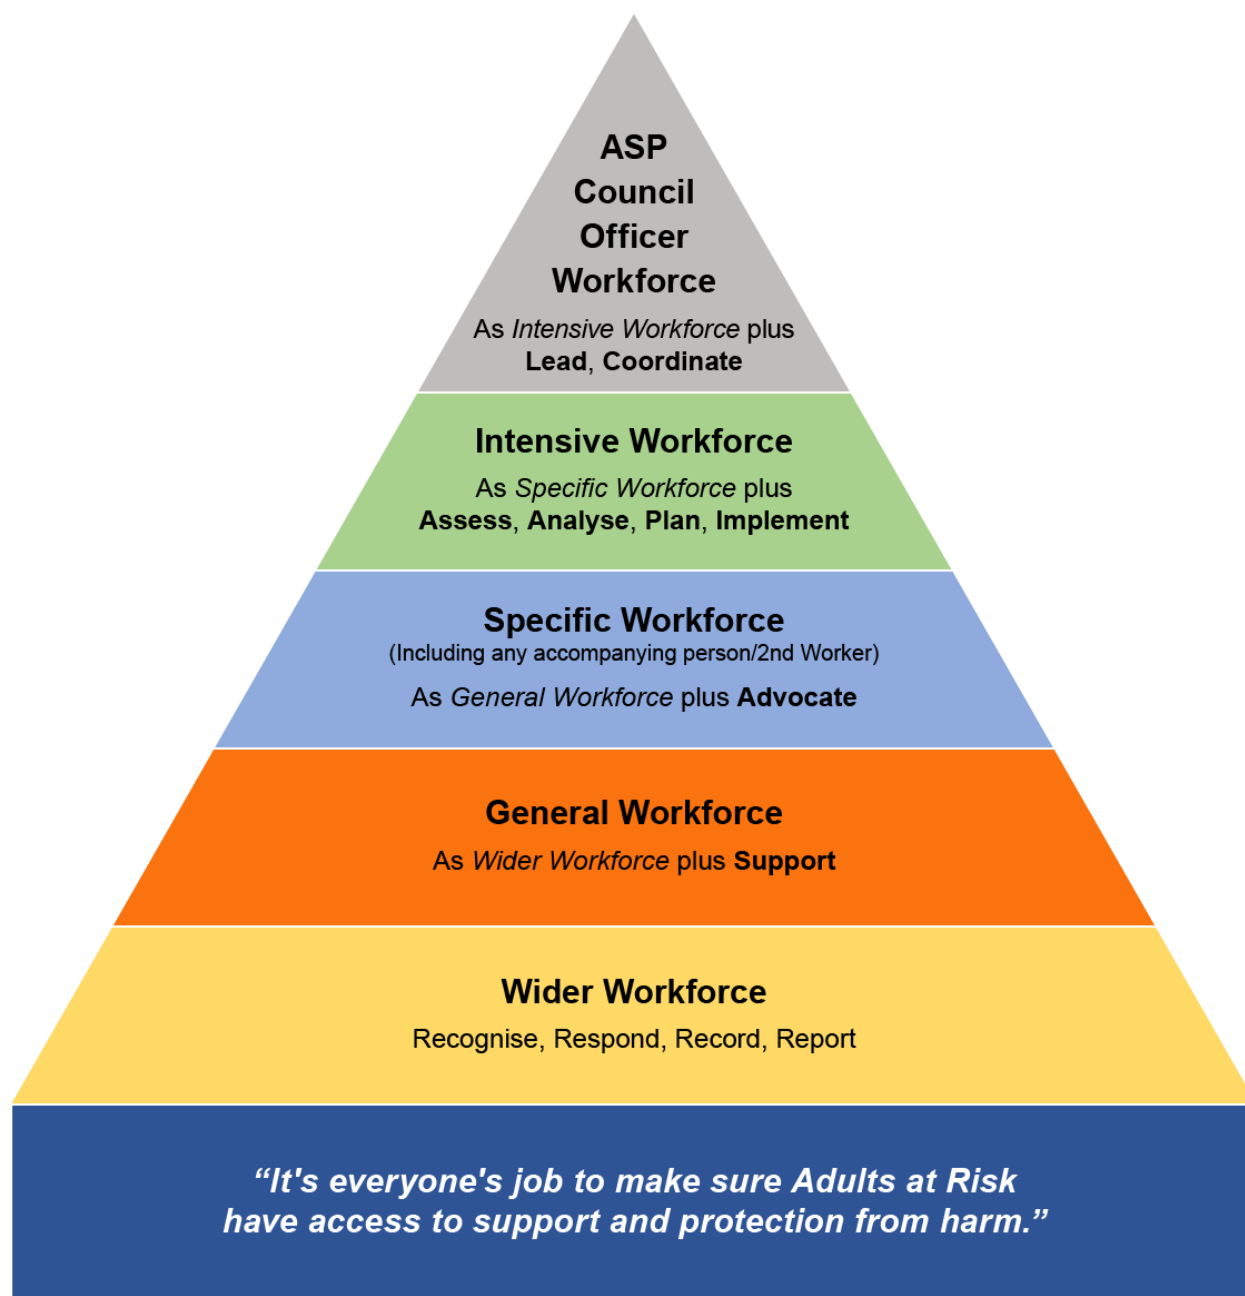 ASP
Council
Officer
Workforce
As Intensive Workforce plus
Lead, Coordinate
Intensive Workforce
As Specific Workforce plus
Assess, Analyse, Plan, Implement
Specific Workforce
(Including any accompanying person/2nd Worker)
As General Workforce plus Advocate
General Workforce
As Wider Workforce plus Support
Wider Workforce
Recognise, Respond, Record, Report
“It's everyone's job to make sure Adults at Risk
have access to support and protection from harm.”